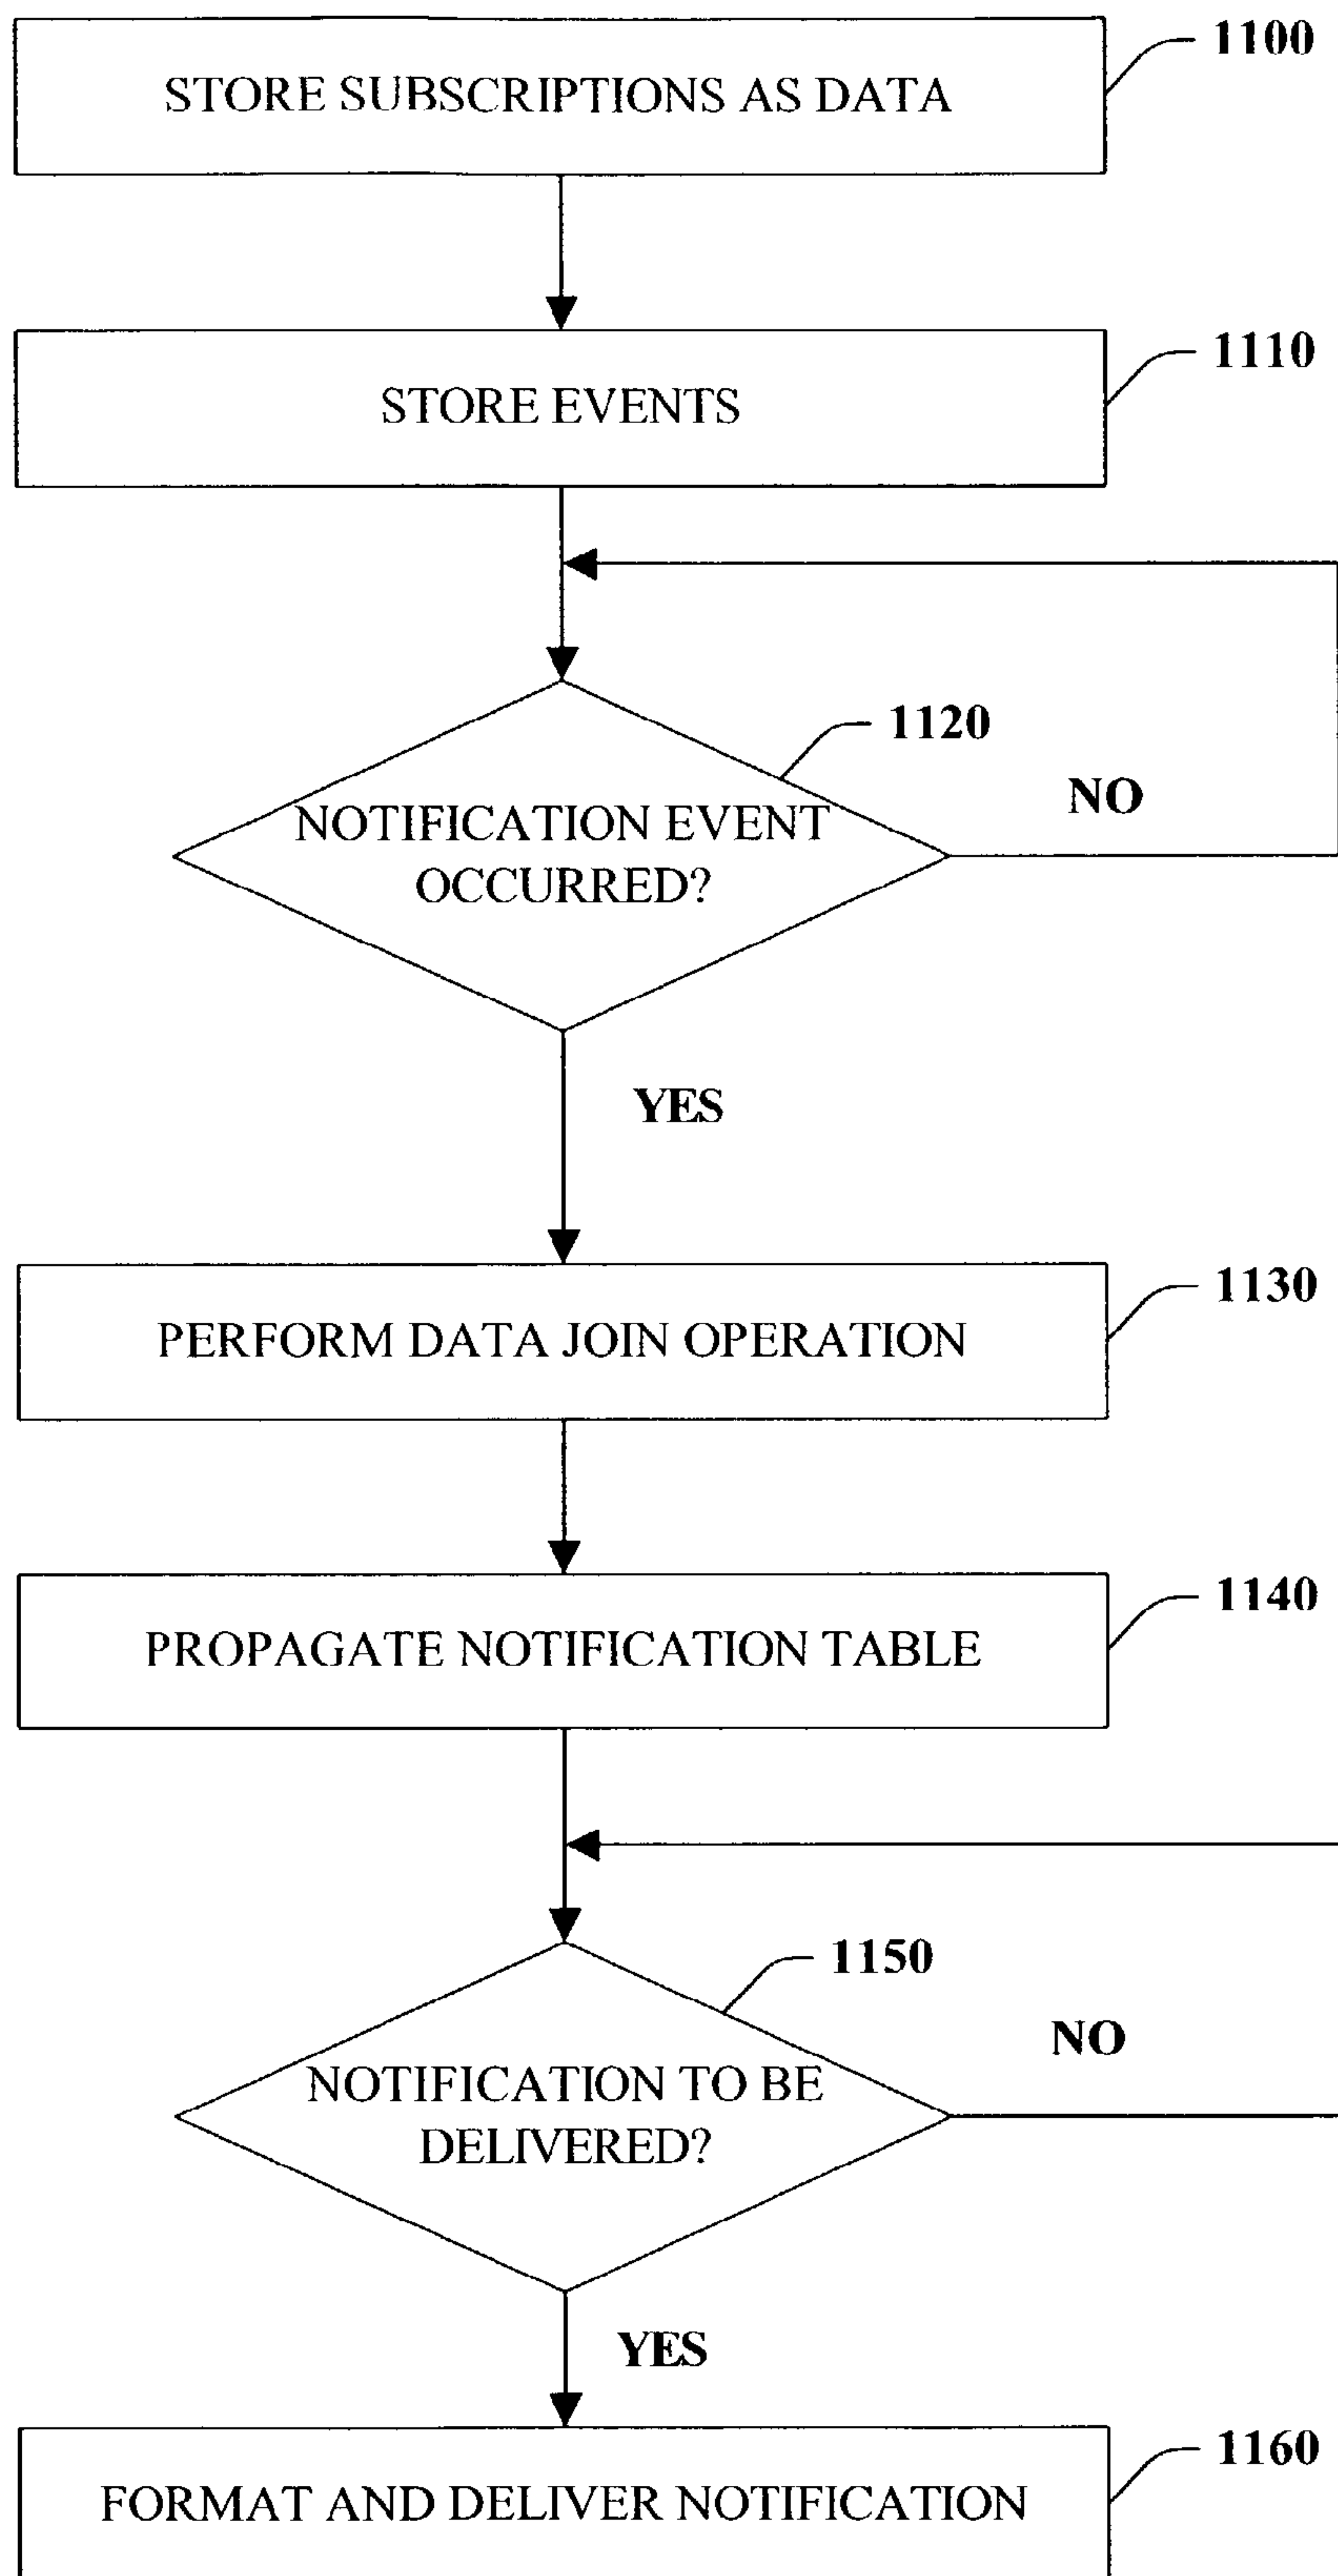 1100
STORE SUBSCRIPTIONS AS DATA
1110
STORE EVENTS
1120
NO
NOTIFICATION EVENT
OCCURRED?
YES
1130
PERFORM DATA JOIN OPERATION
1140
PROPAGATE NOTIFICATION TABLE
1150
NO
NOTIFICATION TO BE
DELIVERED?
YES
1160
FORMAT AND DELIVER NOTIFICATION